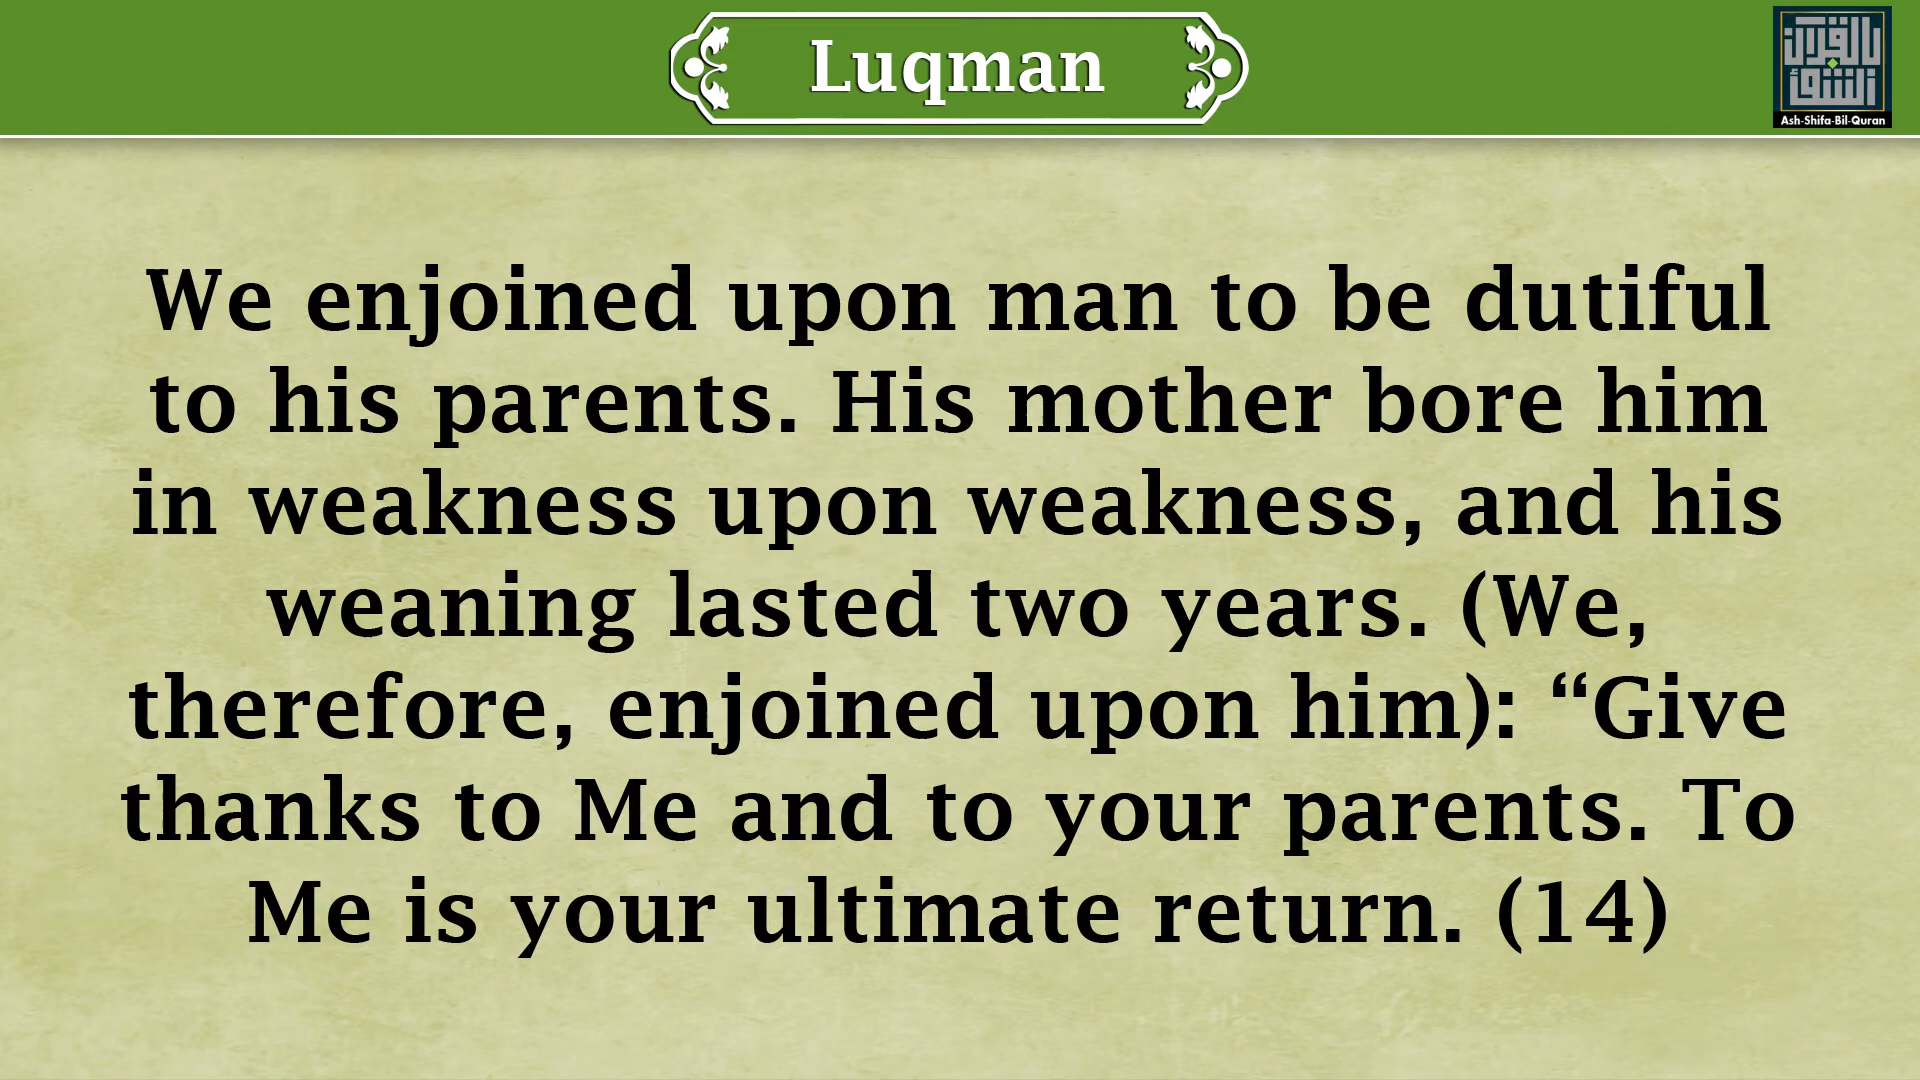 Luqman
بالقرآن
الشفاء
Ash-Shifa-Bil-Quran
We enjoined upon man to be dutiful
to his parents. His mother bore him
in weakness upon weakness, and his
weaning lasted two years. (We,
therefore, enjoined upon him): “Give
thanks to Me and to your parents. To
Me is your ultimate return. (14)